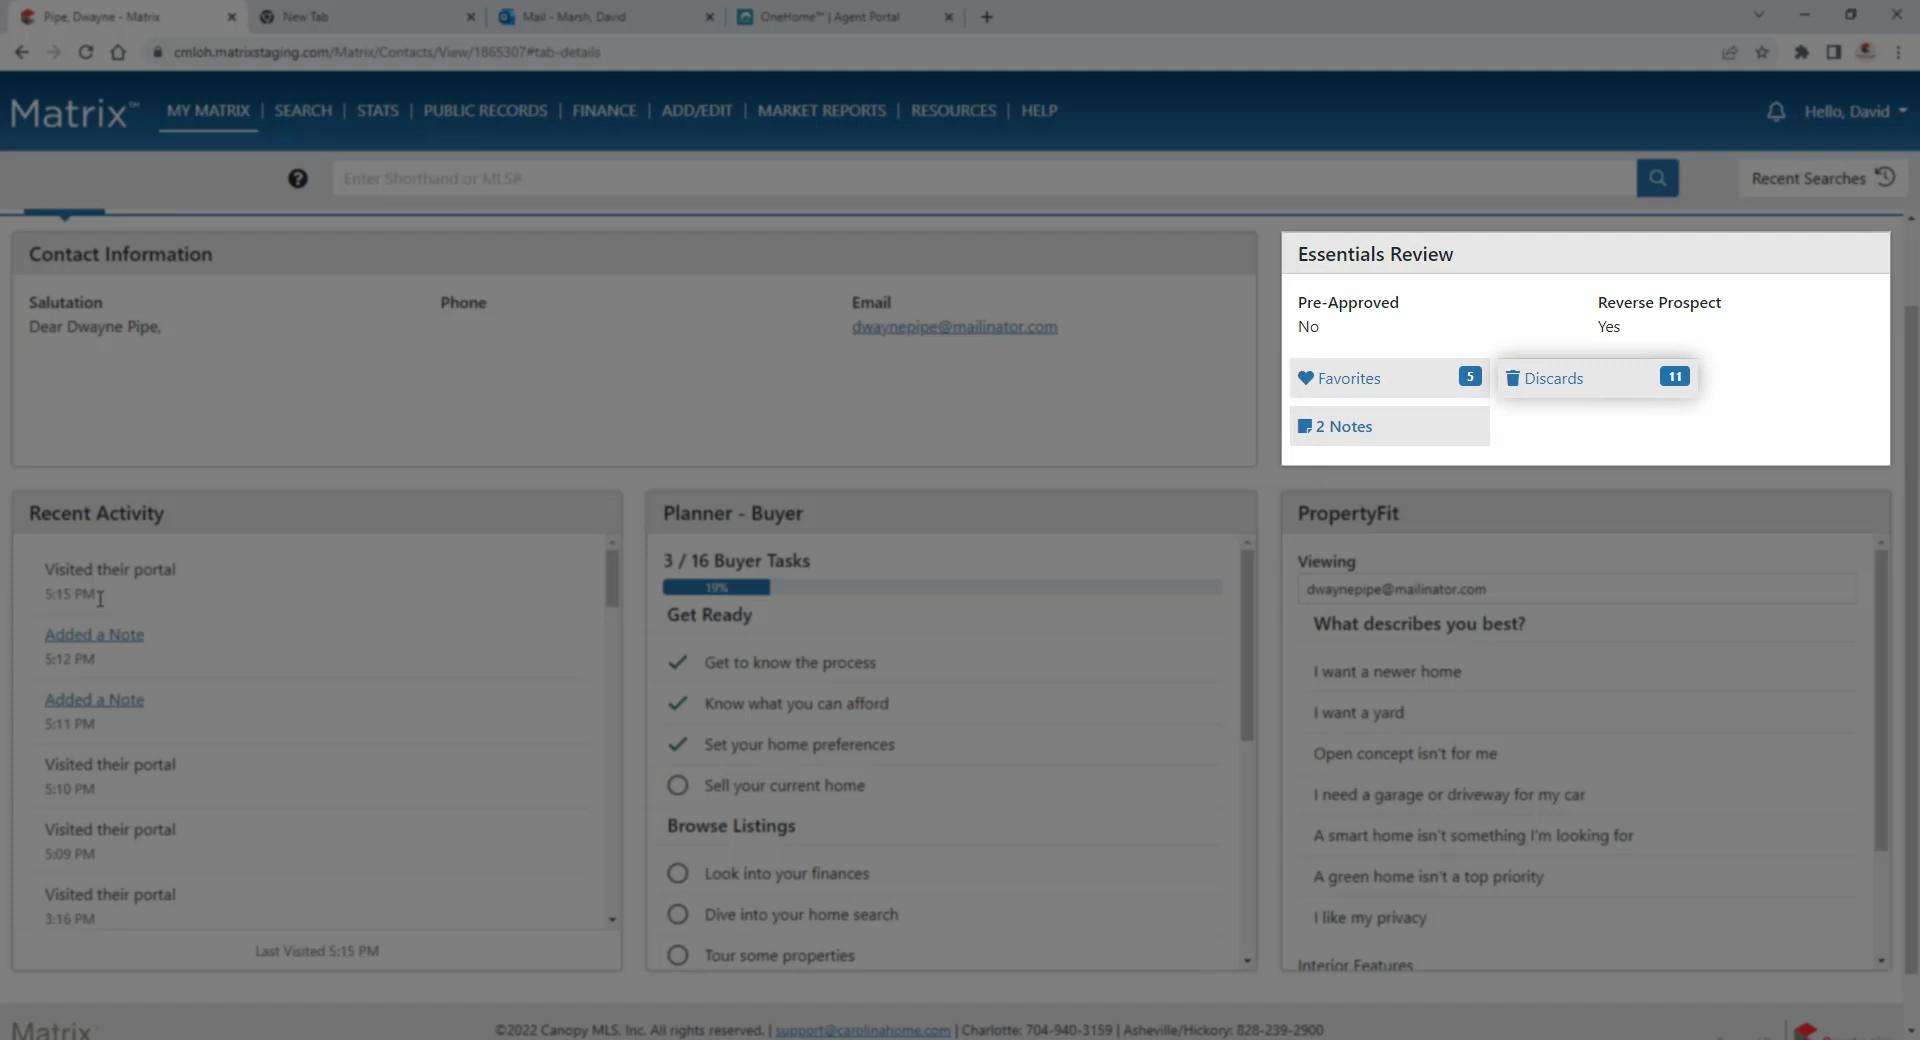 Pipe, Dwayne - Matrix
New Tab
Mail - Marsh, David
OneHome™ | Agent Portal
cmloh.matrixstaging.com/Matrix/Contacts/View/1865307#tab-details
Matrix™
MY MATRIX | SEARCH | STATS | PUBLIC RECORDS | FINANCE | ADD/EDIT | MARKET REPORTS | RESOURCES | HELP
Hello, David
Enter Shorthand or MLS#
Recent Searches
Contact Information
Salutation
Dear Dwayne Pipe,
Phone
Email
dwaynepipe@mailinator.com
Essentials Review
Pre-Approved
No
Reverse Prospect
Yes
Favorites 5
Discards 11
2 Notes
Recent Activity
Visited their portal
5:15 PM
Added a Note
5:12 PM
Added a Note
5:11 PM
Visited their portal
5:10 PM
Visited their portal
5:09 PM
Visited their portal
3:16 PM
Last Visited 5:15 PM
Planner - Buyer
3 / 16 Buyer Tasks
19%
Get Ready
Get to know the process
Know what you can afford
Set your home preferences
Sell your current home
Browse Listings
Look into your finances
Dive into your home search
Tour some properties
PropertyFit
Viewing
dwaynepipe@mailinator.com
What describes you best?
I want a newer home
I want a yard
Open concept isn't for me
I need a garage or driveway for my car
A smart home isn't something I'm looking for
A green home isn't a top priority
I like my privacy
Interior Features
Matrix
©2022 Canopy MLS. Inc. All rights reserved. | support@carolinahome.com | Charlotte: 704-940-3159 | Asheville/Hickory: 828-239-2900